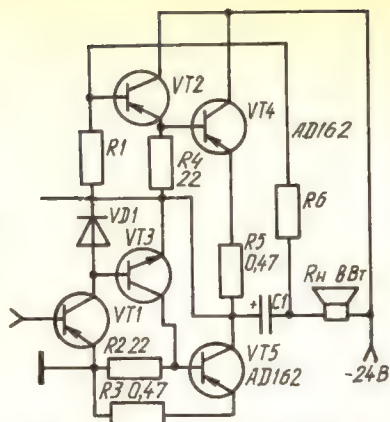 VT2
VT4
R1
R4
22
AD162
R6
VD1
VT3
R5
0,47
+ C1
Rн 8Вт
VT1
R2 22
VT5
R3 0,47
AD162
-24В